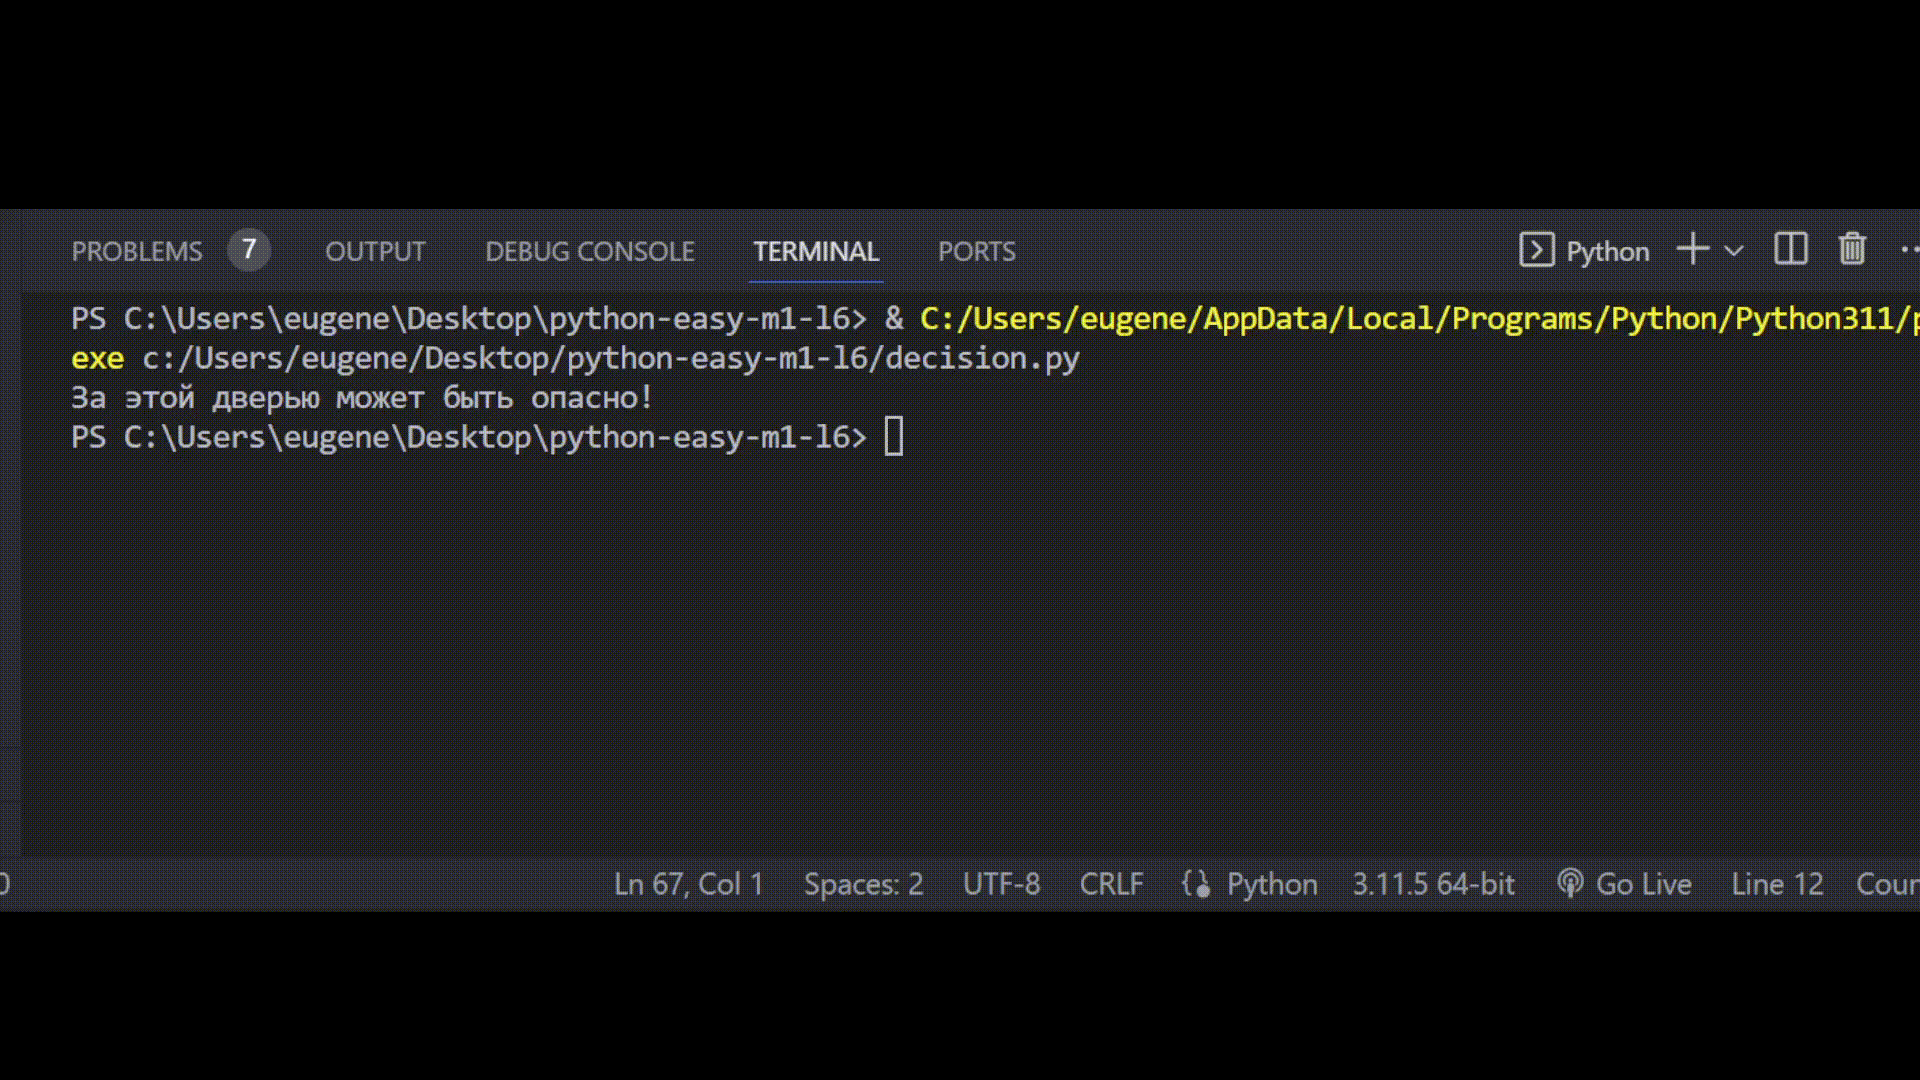 PROBLEMS 7 OUTPUT DEBUG CONSOLE TERMINAL PORTS Python
PS C:\Users\eugene\Desktop\python-easy-m1-l6> & C:/Users/eugene/AppData/Local/Programs/Python/Python311/p
exe c:/Users/eugene/Desktop/python-easy-m1-l6/decision.py
За этой дверью может быть опасно!
PS C:\Users\eugene\Desktop\python-easy-m1-l6>
Ln 67, Col 1 Spaces: 2 UTF-8 CRLF Python 3.11.5 64-bit Go Live Line 12